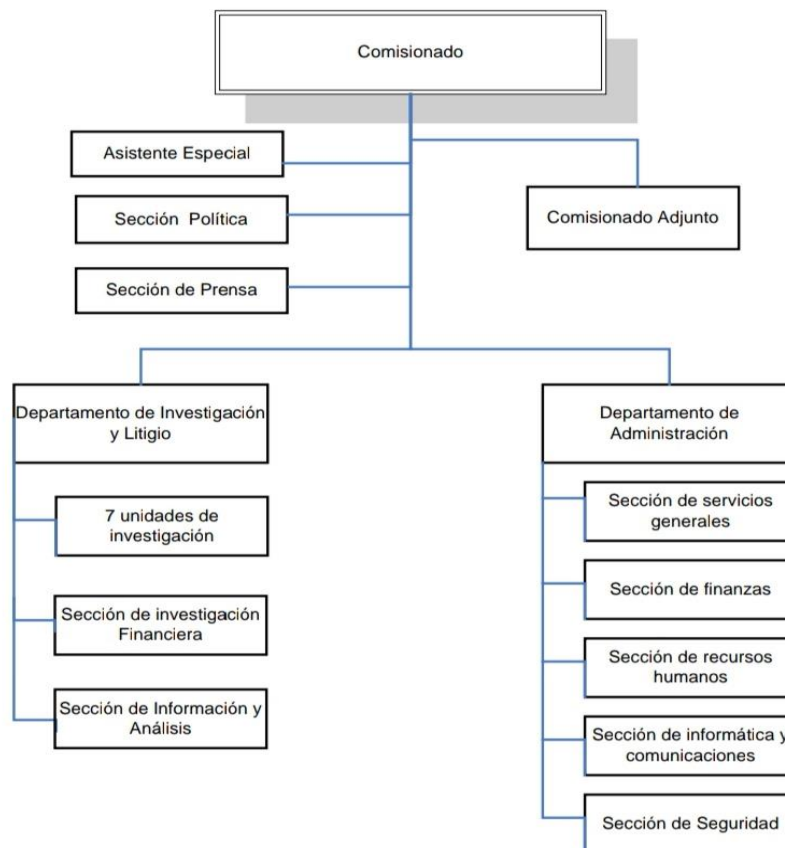 Comisionado
Asistente Especial
Sección Política
Comisionado Adjunto
Sección de Prensa
Departamento de Investigación
y Litigio
7 unidades de
investigación
Sección de investigación
Financiera
Sección de Información y
Análisis
Departamento de
Administración
Sección de servicios
generales
Sección de finanzas
Sección de recursos
humanos
Sección de informática y
comunicaciones
Sección de Seguridad